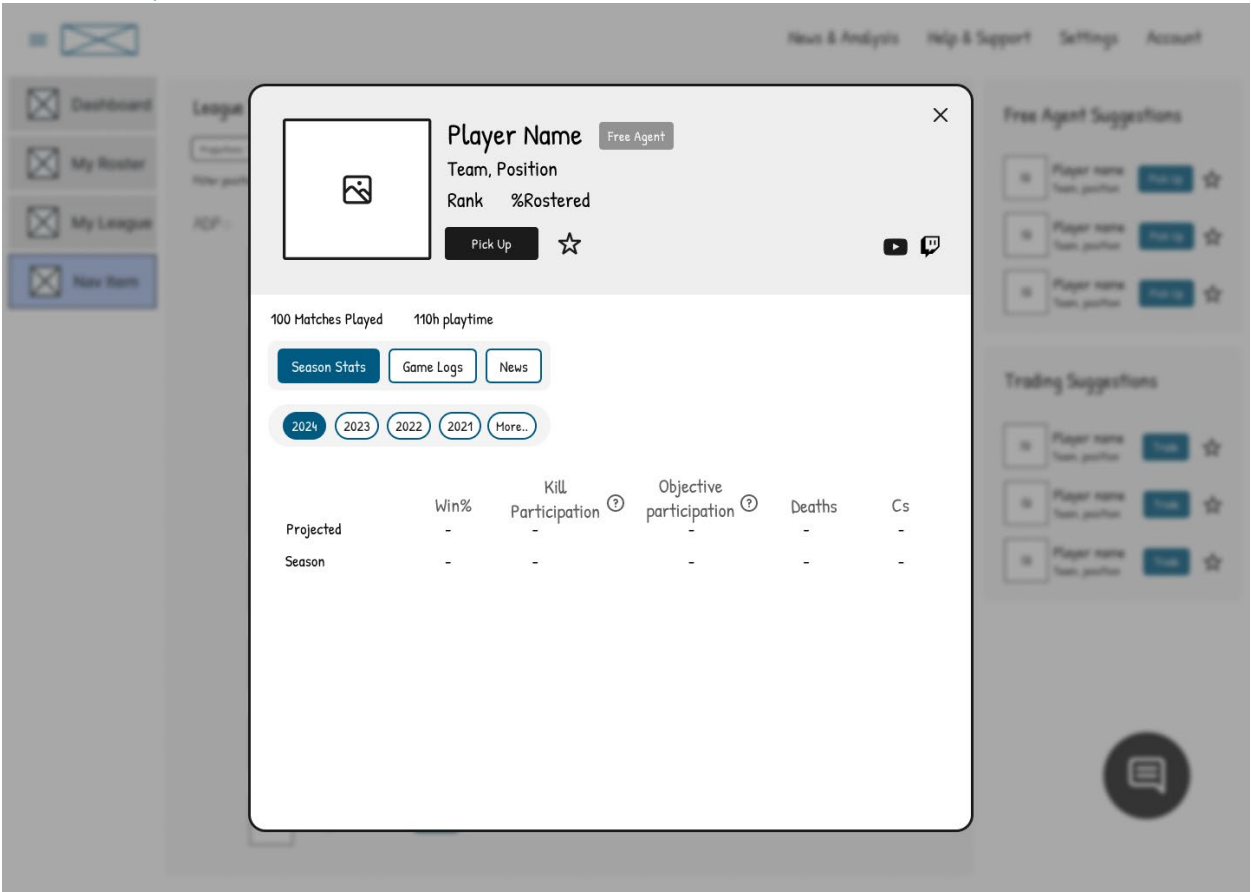 News & Analysis Help & Support Settings Account
Dashboard
My Roster
My League
Nav Item
League
ADP
Player Name Free Agent
Team, Position
Rank %Rostered
Pick Up
100 Matches Played 110h playtime
Season Stats Game Logs News
2024 2023 2022 2021 More..
Win% Kill Participation Objective participation Deaths Cs
Projected - - - - -
Season - - - - -
Free Agent Suggestions
Player name
Team, position
Pick Up
Player name
Team, position
Pick Up
Player name
Team, position
Pick Up
Trading Suggestions
Player name
Team, position
Trade
Player name
Team, position
Trade
Player name
Team, position
Trade